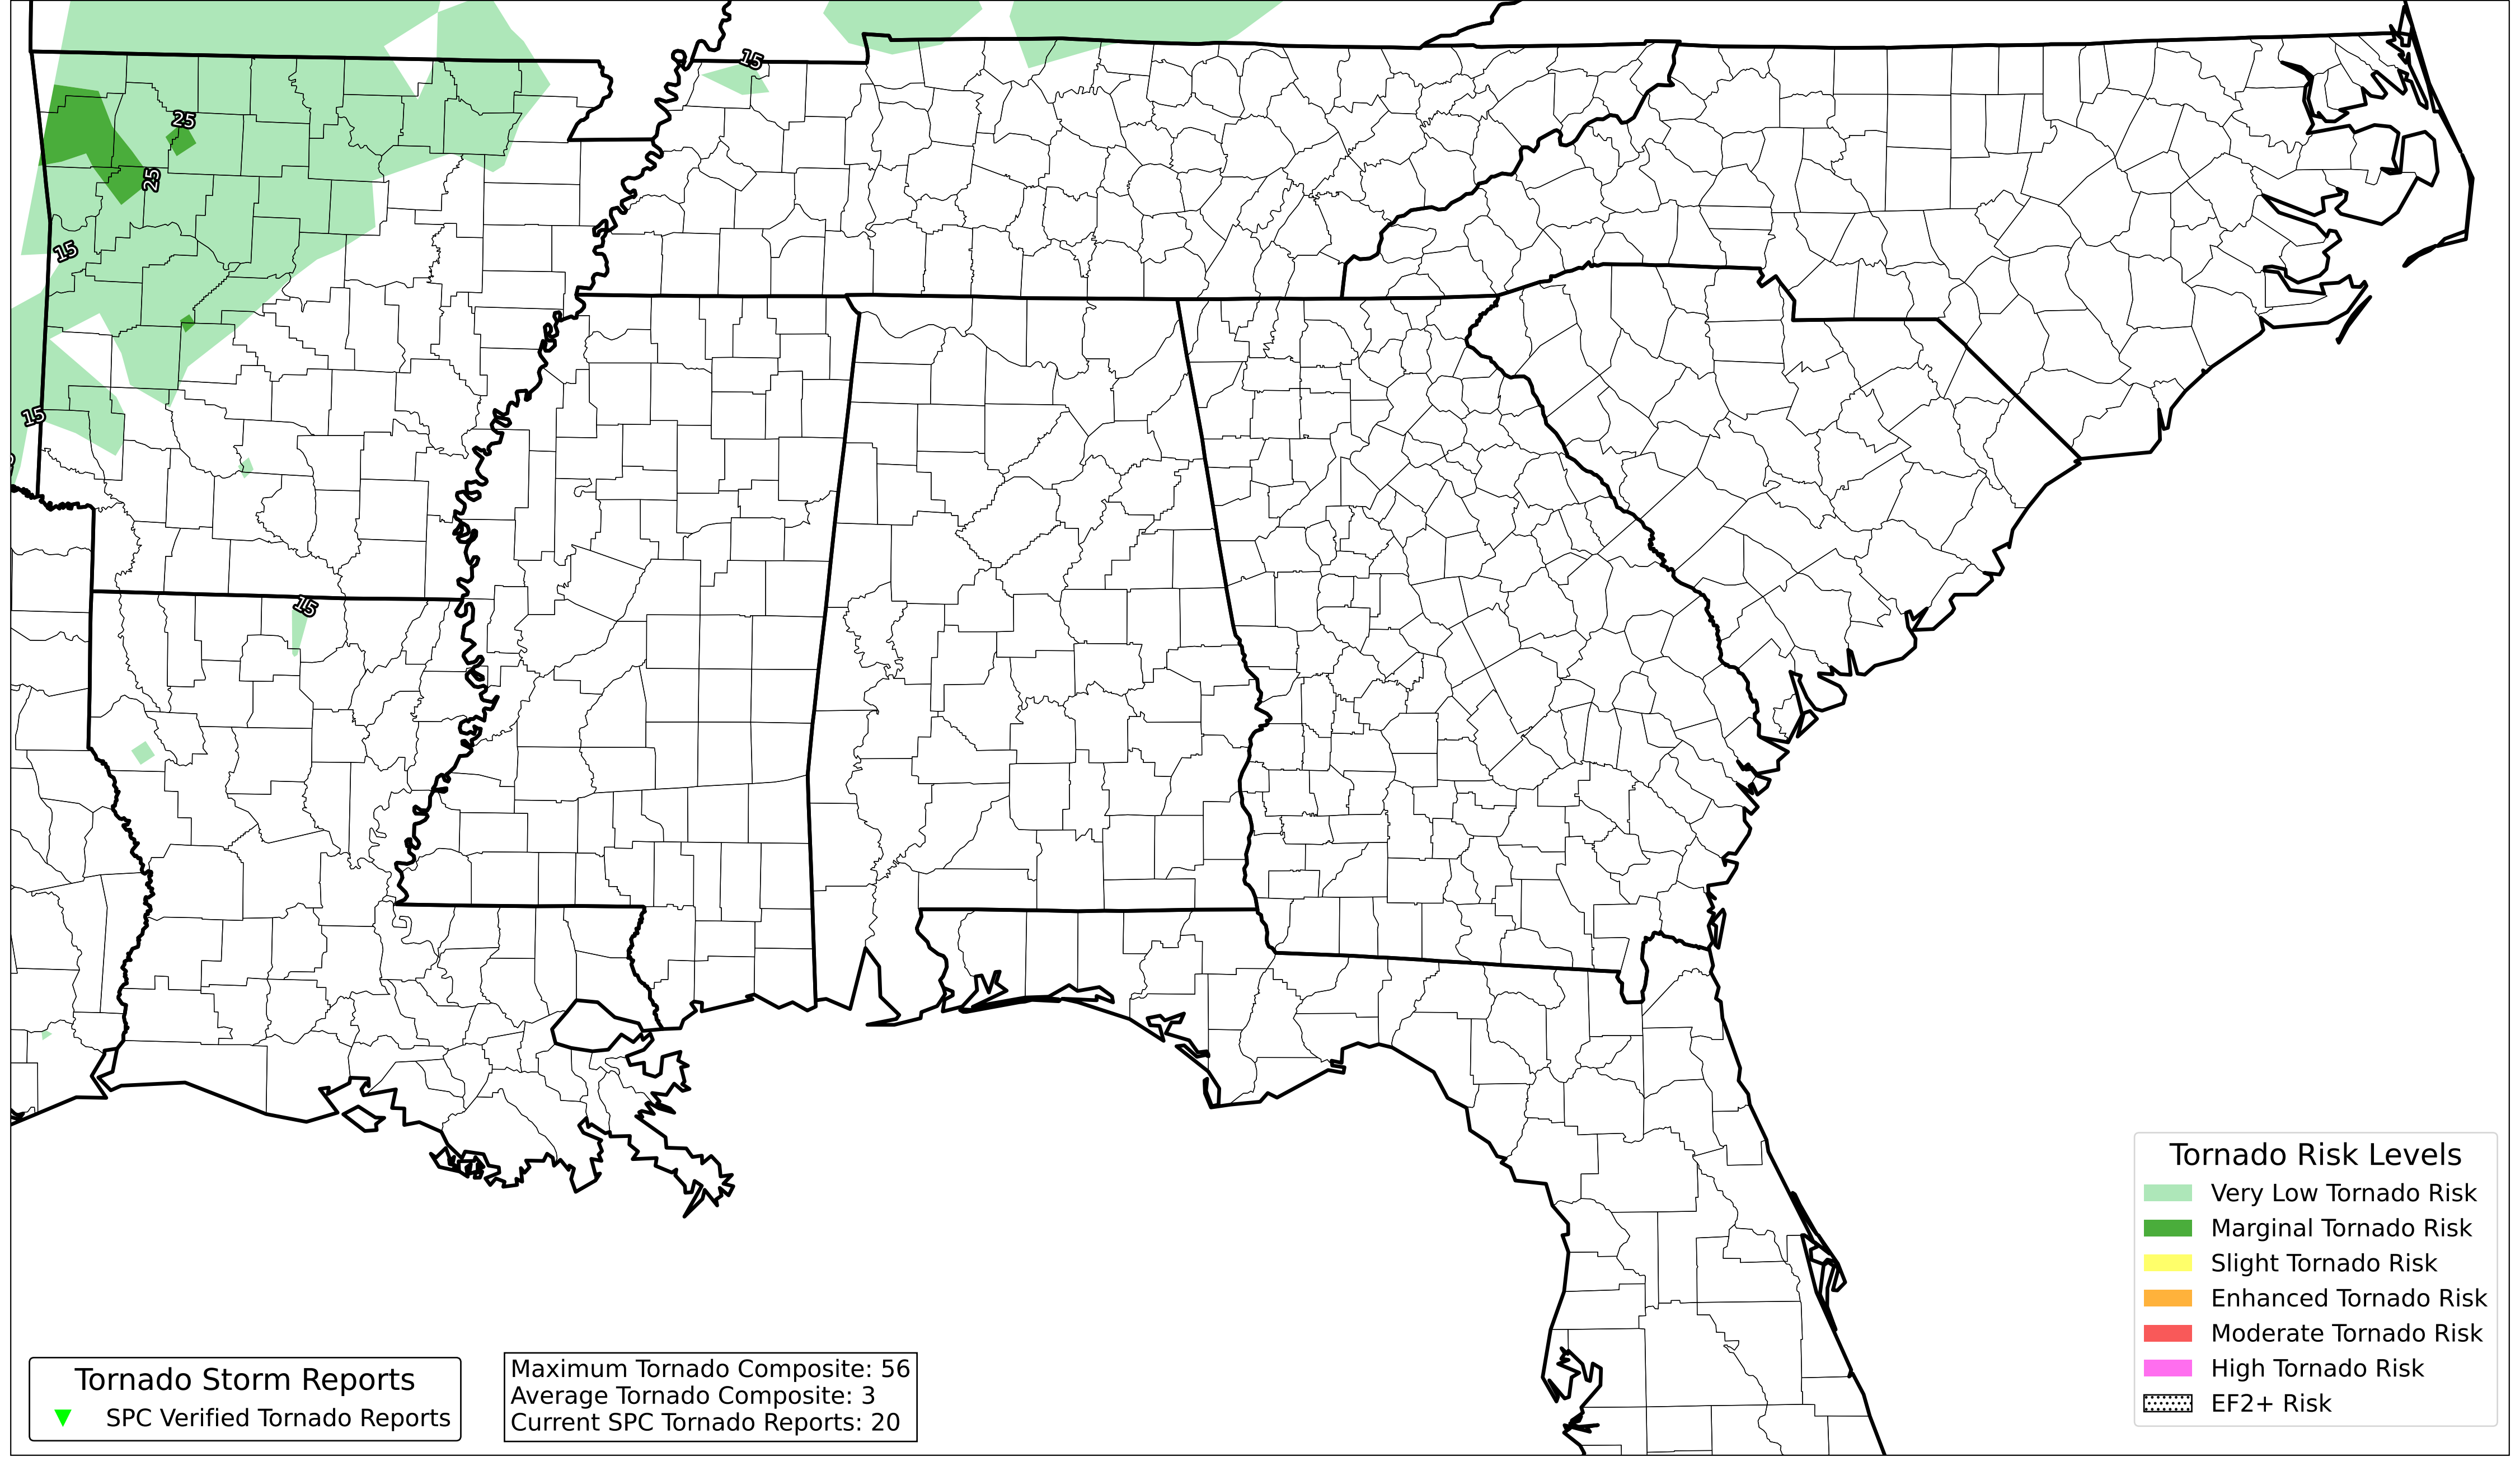 15
25
25
15
15
15
Tornado Risk Levels
Very Low Tornado Risk
Marginal Tornado Risk
Slight Tornado Risk
Enhanced Tornado Risk
Moderate Tornado Risk
High Tornado Risk
EF2+ Risk
Tornado Storm Reports
SPC Verified Tornado Reports
Maximum Tornado Composite: 56
Average Tornado Composite: 3
Current SPC Tornado Reports: 20